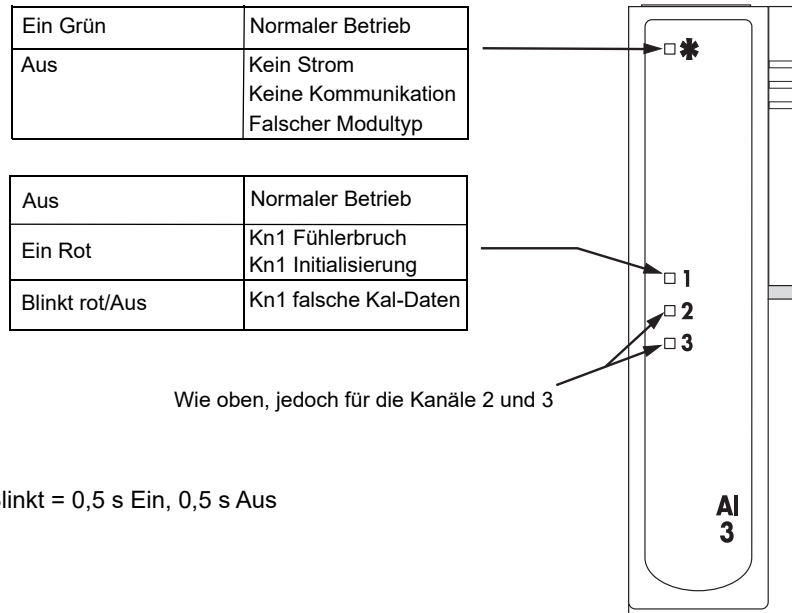 Ein Grün Normaler Betrieb
Aus Kein Strom
Keine Kommunikation
Falscher Modultyp
✱
Aus Normaler Betrieb
Ein Rot Kn1 Fühlerbruch
Kn1 Initialisierung
Blinkt rot/Aus Kn1 falsche Kal-Daten
1
2
3
Wie oben, jedoch für die Kanäle 2 und 3
linkt = 0,5 s Ein, 0,5 s Aus
AI
3